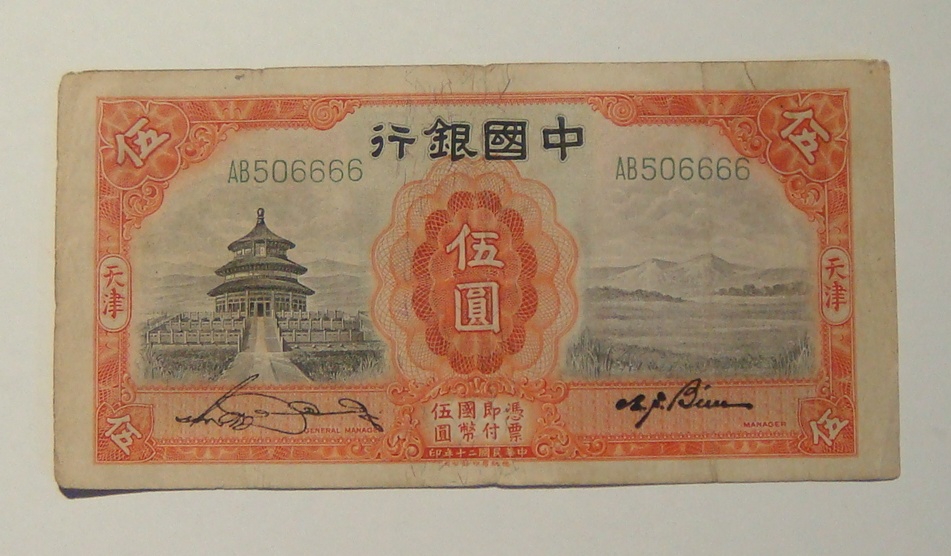 中國銀行
AB506666
AB506666
伍
伍
伍圓
天津
天津
憑票
即付
國幣
伍圓
GENERAL MANAGER
MANAGER
伍
伍
中華民國二十年印